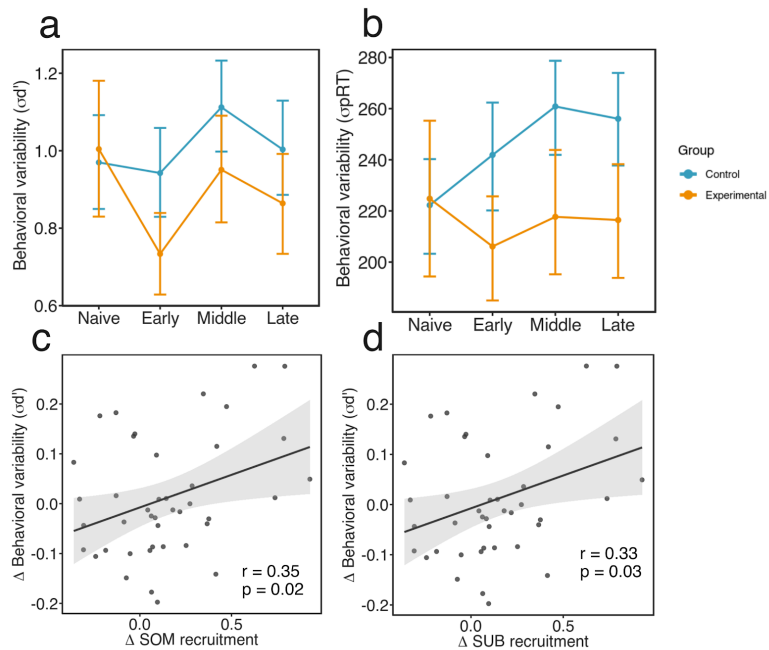 a
Behavioral variability (σd')
1.2
1.0
0.8
0.6
Naive Early Middle Late
b
Behavioral variability (σpRT)
280
260
240
220
200
Naive Early Middle Late
Group
Control
Experimental
c
Δ Behavioral variability (σd')
0.2
0.1
0.0
-0.1
-0.2
r = 0.35
p = 0.02
0.0 0.5
Δ SOM recruitment
d
Δ Behavioral variability (σd')
0.2
0.1
0.0
-0.1
-0.2
r = 0.33
p = 0.03
0.0 0.5
Δ SUB recruitment